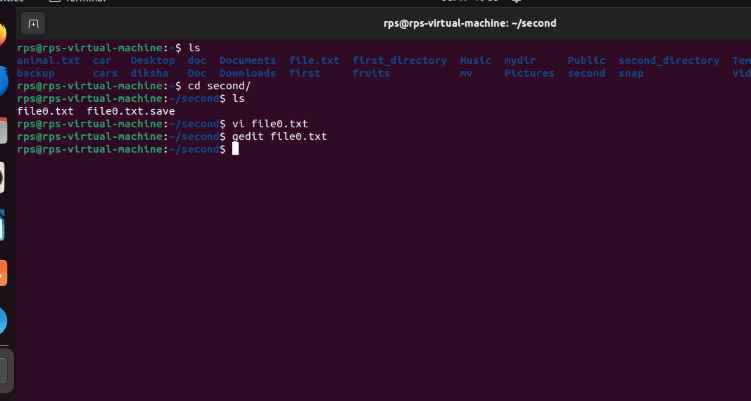 rps@rps-virtual-machine: ~/second
rps@rps-virtual-machine:~$ ls
animal.txt car Desktop doc Documents file.txt first_directory Music mydir Public second_directory
backup cars diksha Doc Downloads first fruits mv Pictures second snap
rps@rps-virtual-machine:~$ cd second/
rps@rps-virtual-machine:~/second$ ls
file0.txt file0.txt.save
rps@rps-virtual-machine:~/second$ vi file0.txt
rps@rps-virtual-machine:~/second$ gedit file0.txt
rps@rps-virtual-machine:~/second$